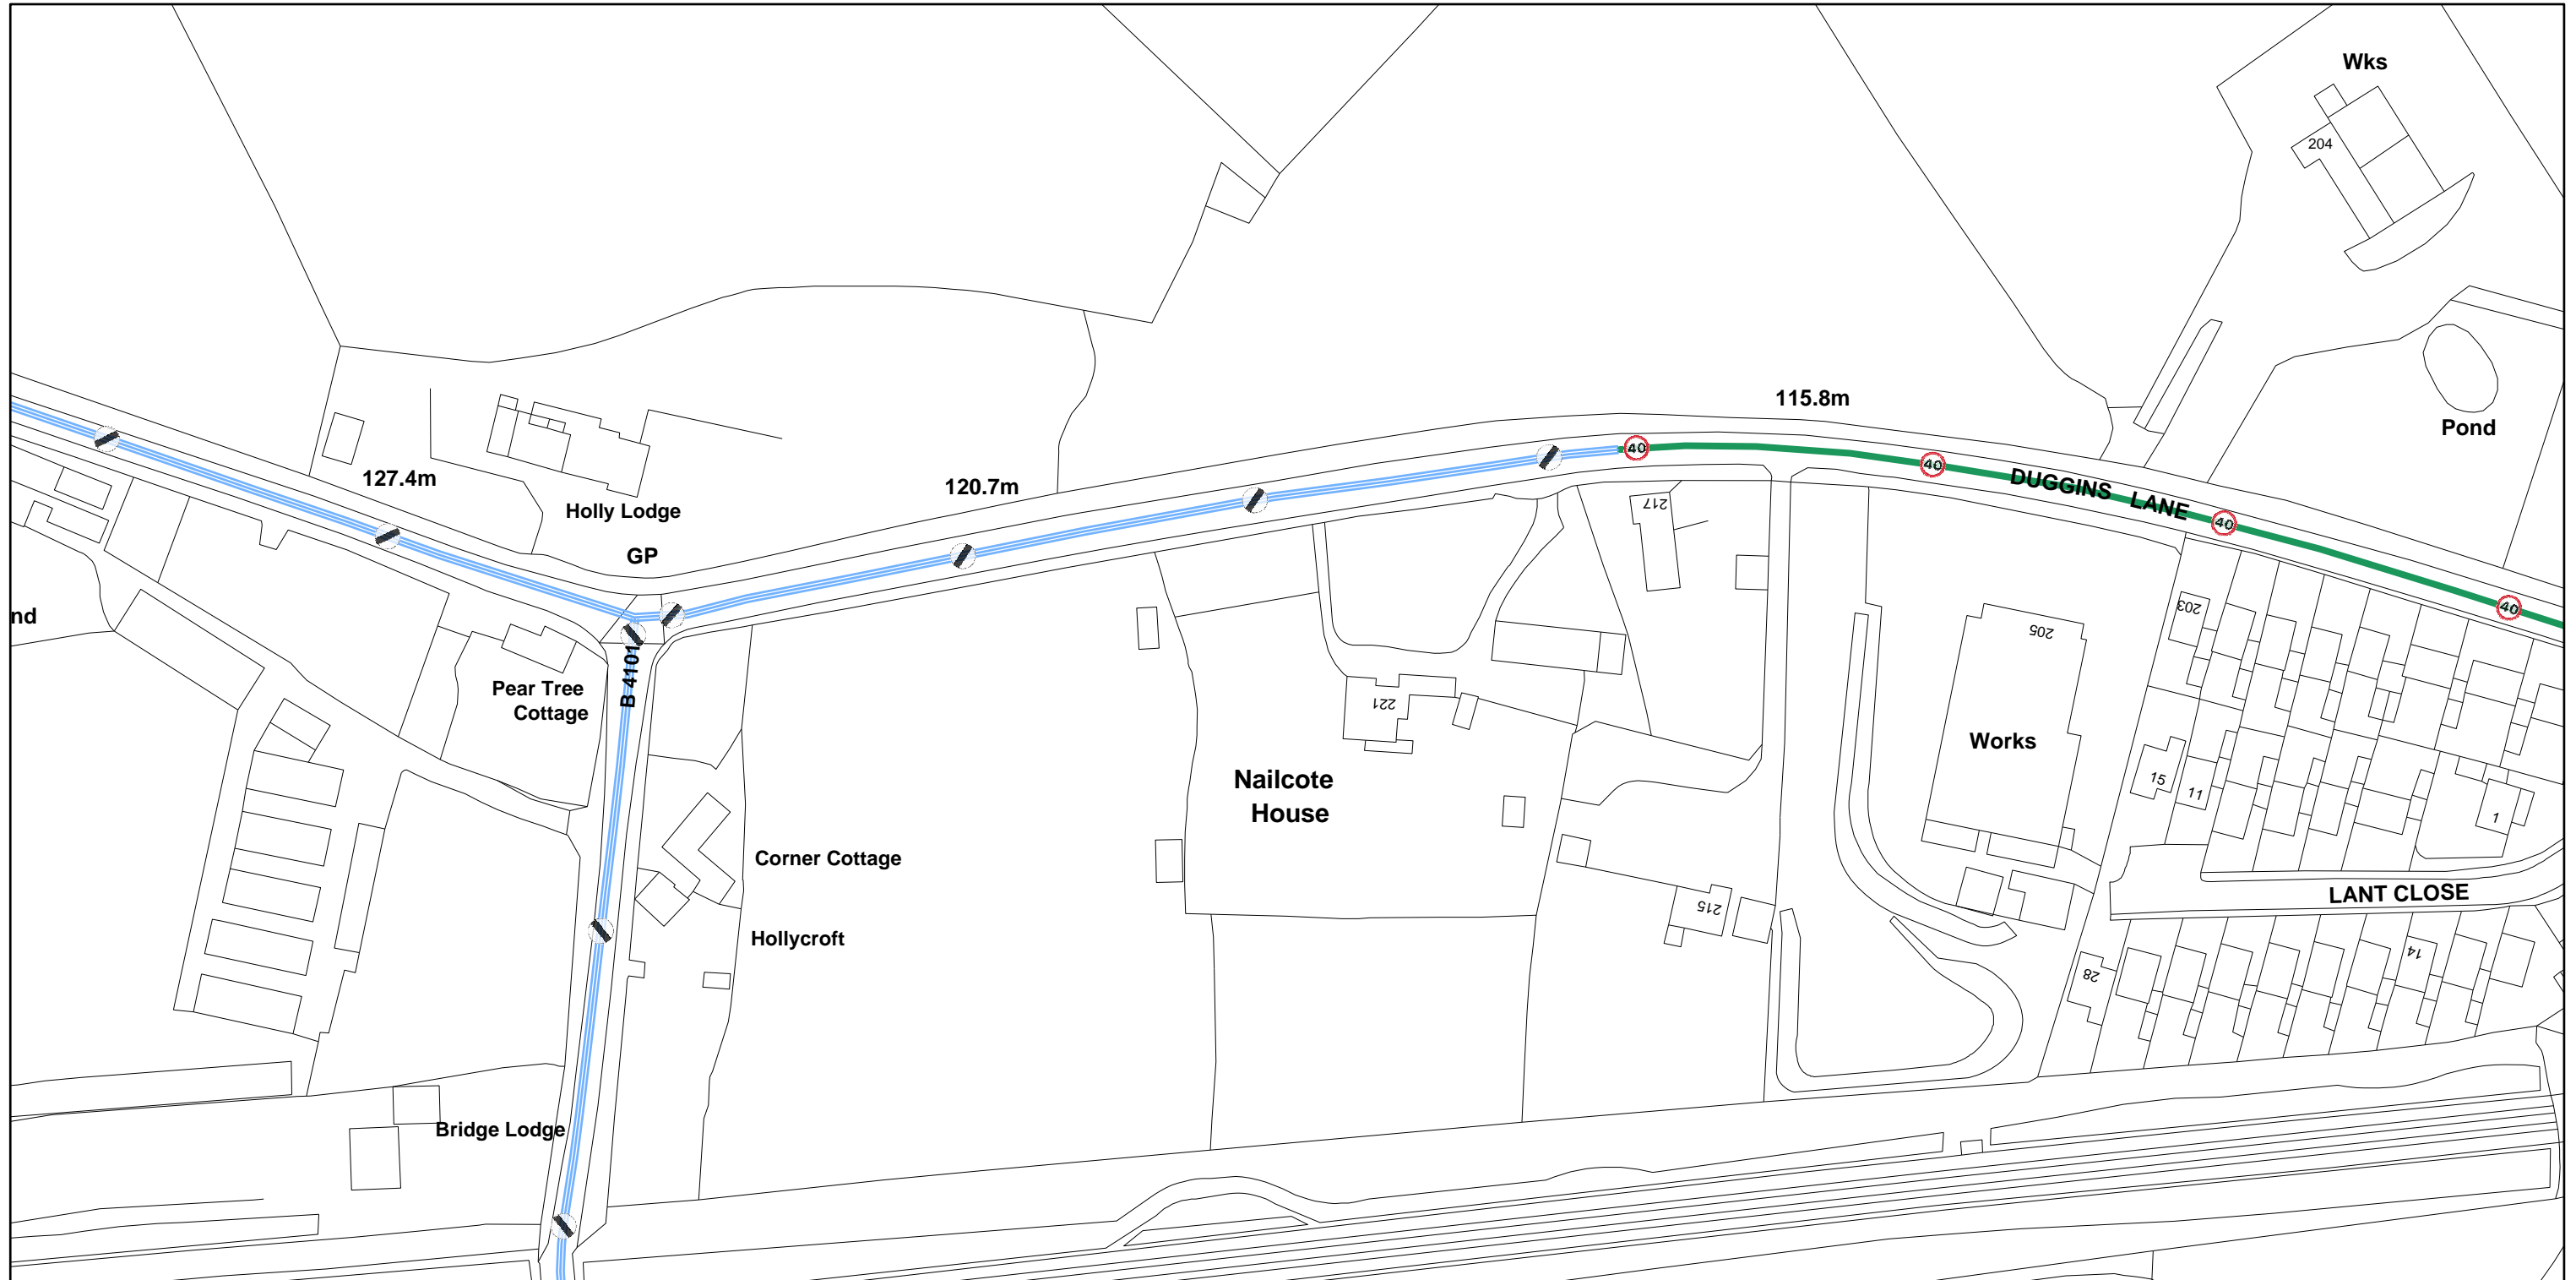 Wks
204
115.8m
Pond
127.4m
120.7m
40
40
DUGGINS LANE
40
40
Holly Lodge
217
GP
nd
203
205
B 4101
Pear Tree
Cottage
221
Works
Nailcote
House
15
11
1
Corner Cottage
LANT CLOSE
215
Hollycroft
14
28
Bridge Lodge